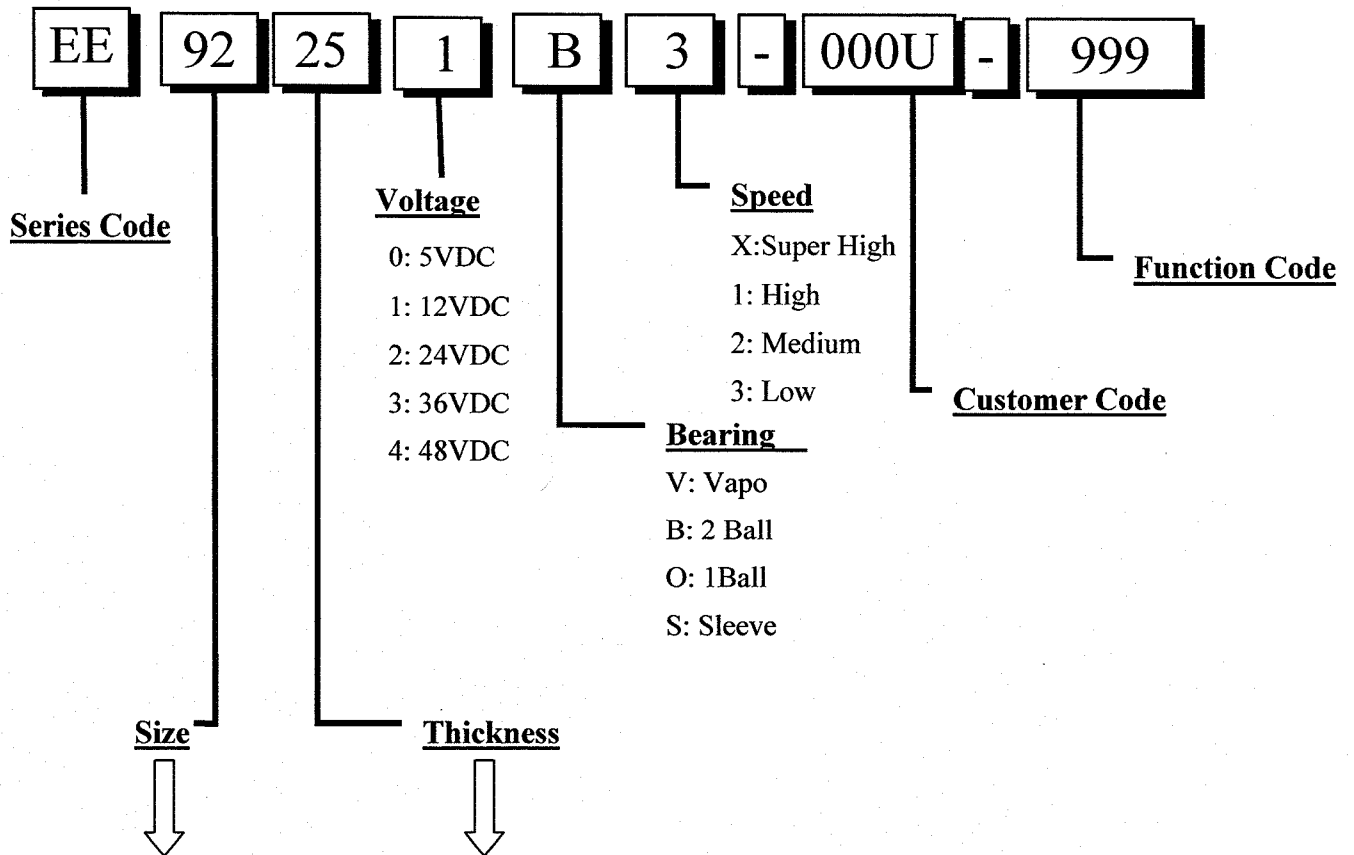 EE 92 25 1 B 3 - 000U - 999
Series Code
Voltage
0: 5VDC
1: 12VDC
2: 24VDC
3: 36VDC
4: 48VDC
Speed
X:Super High
1: High
2: Medium
3: Low
Function Code
Customer Code
Bearing
V: Vapo
B: 2 Ball
O: 1Ball
S: Sleeve
Size
Thickness